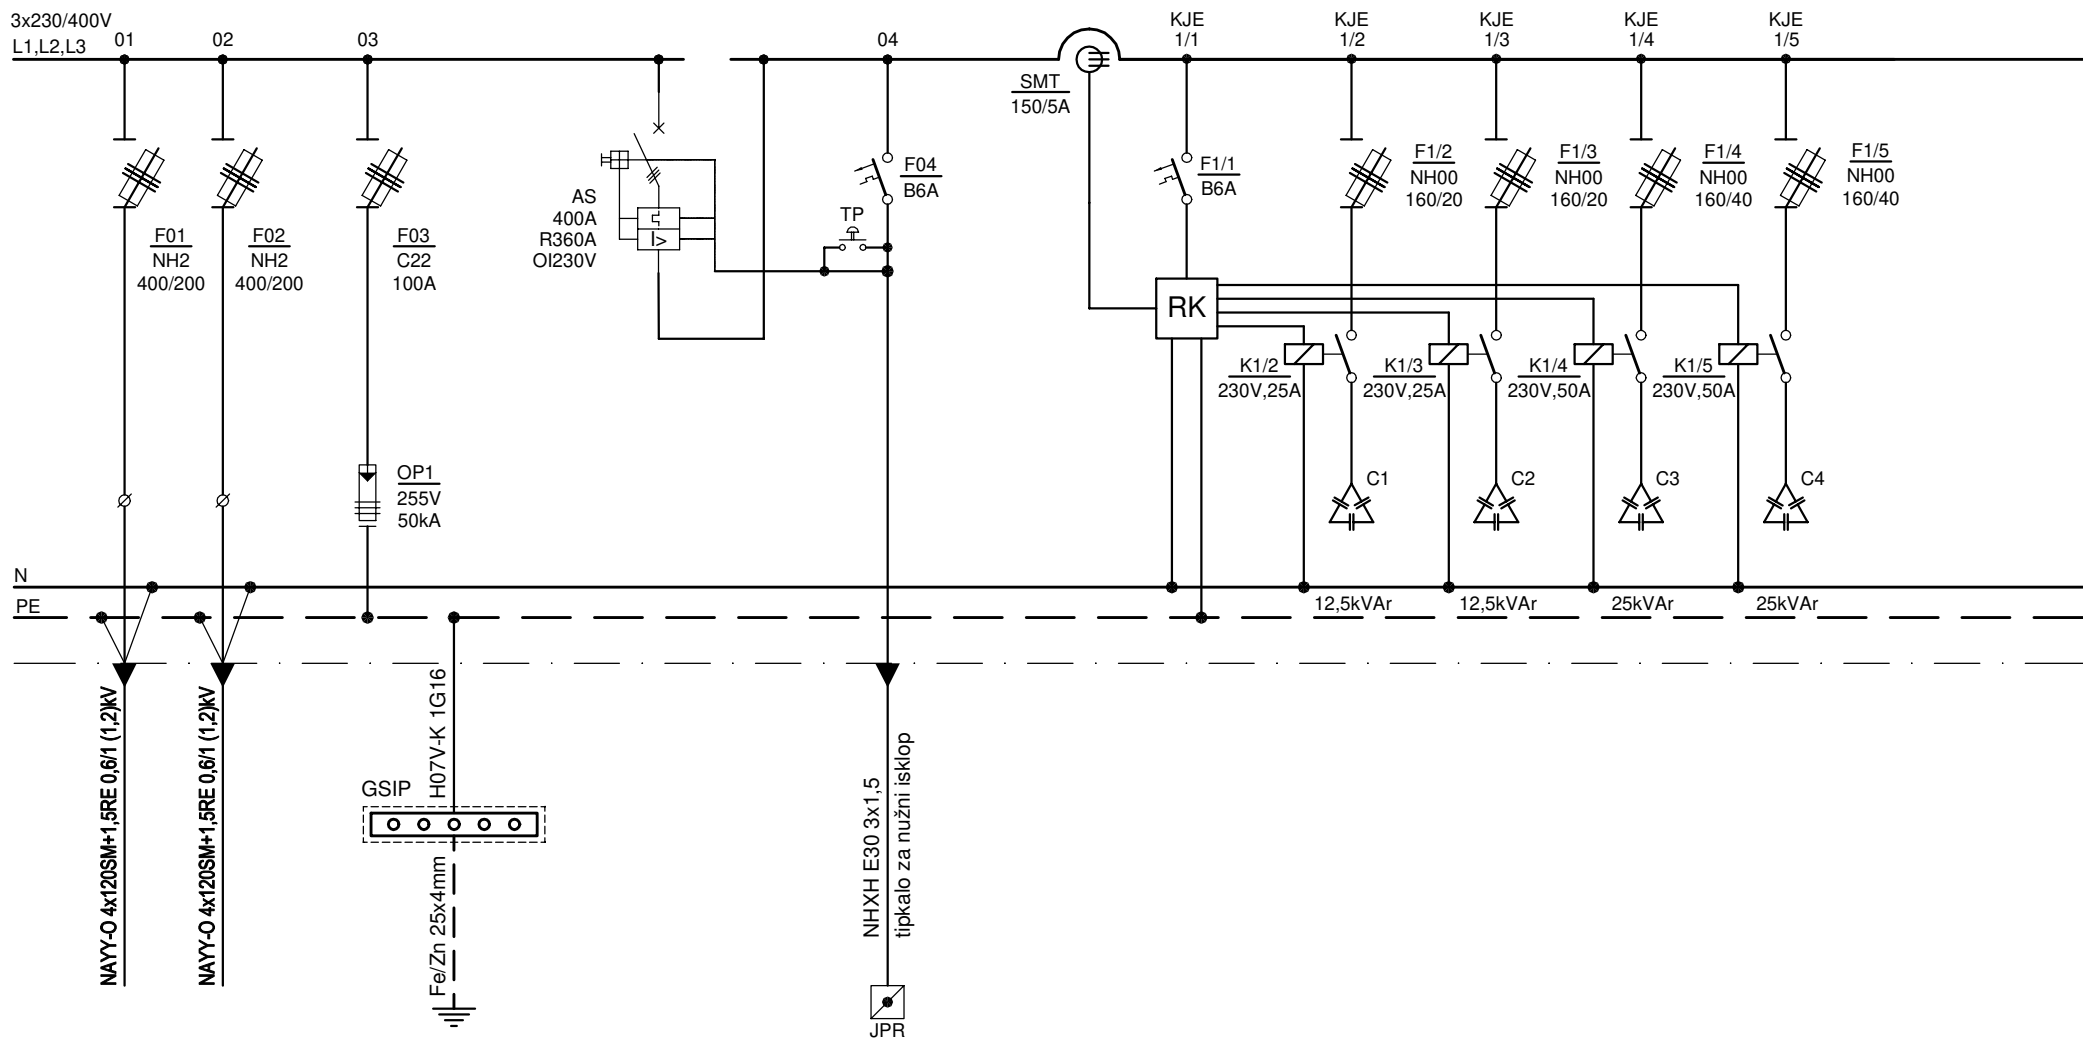 3x230/400V
L1,L2,L3
01
02
03
04
KJE
1/1
KJE
1/2
KJE
1/3
KJE
1/4
KJE
1/5
SMT
150/5A
F01
NH2
400/200
F02
NH2
400/200
F03
C22
100A
AS
400A
R360A
OI230V
I>
TP
F04
B6A
F1/1
B6A
F1/2
NH00
160/20
F1/3
NH00
160/20
F1/4
NH00
160/40
F1/5
NH00
160/40
RK
K1/2
230V,25A
K1/3
230V,25A
K1/4
230V,50A
K1/5
230V,50A
OP1
255V
50kA
C1
C2
C3
C4
N
PE
12,5kVAr
12,5kVAr
25kVAr
25kVAr
NAYY-O 4x120SM+1,5RE 0,6/1 (1,2)kV
NAYY-O 4x120SM+1,5RE 0,6/1 (1,2)kV
H07V-K 1G16
GSIP
Fe/Zn 25x4mm
NHXH E30 3x1,5
tipkalo za nužni isklop
JPR